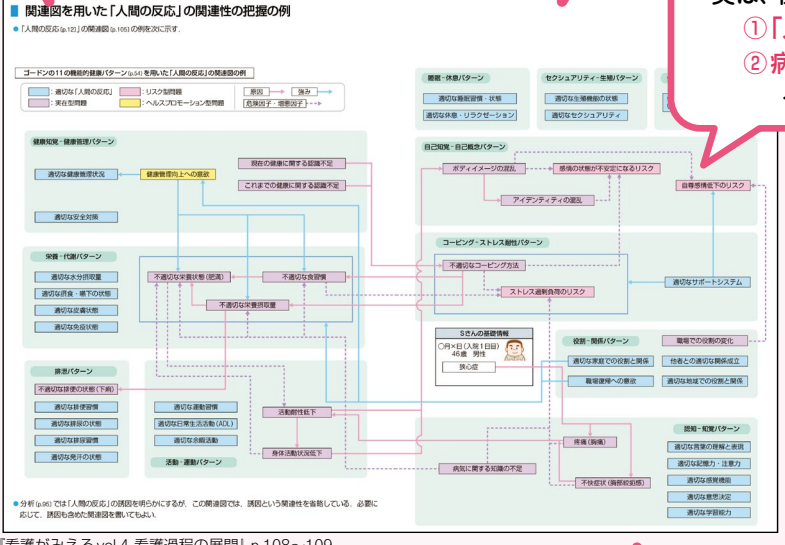 関連図を用いた「人間の反応」の関連性の把握の例
●「人間の反応(p.12)」の関連図(p.105)の例を次に示す.
ゴードンの11の機能的健康パターン(p.54)を用いた「人間の反応」の関連図の例
:適切な「人間の反応」
:リスク型問題
:実在型問題
:ヘルスプロモーション型問題
原因
強み
危険因子・増悪因子
①「
②病
健康知覚-健康管理パターン
適切な健康管理状況
健康管理向上への意欲
現在の健康に関する認識不足
これまでの健康に関する認識不足
適切な安全対策
栄養-代謝パターン
適切な水分摂取量
適切な摂食・嚥下の状態
適切な皮膚状態
適切な免疫状態
不適切な栄養状態(肥満)
不適切な食習慣
不適切な栄養摂取量
排泄パターン
不適切な排便の状態(下痢)
適切な排便習慣
適切な排尿の状態
適切な排尿習慣
適切な発汗の状態
適切な運動習慣
適切な日常生活活動(ADL)
適切な余暇活動
活動-運動パターン
活動耐性低下
身体活動状況低下
睡眠-休息パターン
適切な睡眠習慣・状態
適切な休息・リラクゼーション
セクシュアリティ-生殖パターン
適切な生殖機能の状態
適切なセクシュアリティ
自己知覚-自己概念パターン
ボディイメージの混乱
感情の状態が不安定になるリスク
自尊感情低下のリスク
アイデンティティの混乱
コーピング-ストレス耐性パターン
不適切なコーピング方法
ストレス過剰負荷のリスク
適切なサポートシステム
Sさんの基礎情報
○月×日(入院1日目)
46歳 男性
狭心症
役割-関係パターン
職場での役割の変化
適切な家庭での役割と関係
他者との適切な関係成立
職場復帰への意欲
適切な地域での役割と関係
認知-知覚パターン
疼痛(胸痛)
適切な言葉の理解と表現
適切な記憶力・注意力
病気に関する知識の不足
適切な感覚機能
不快症状(胸部絞扼感)
適切な意思決定
適切な学習能力
●分析(p.95)では「人間の反応」の誘因を明らかにするが,この関連図では,誘因という関連性を省略している.必要に
応じて,誘因も含めた関連図を書いてもよい.
『看護がみえる vol.4 看護過程の展開』p.108〜109